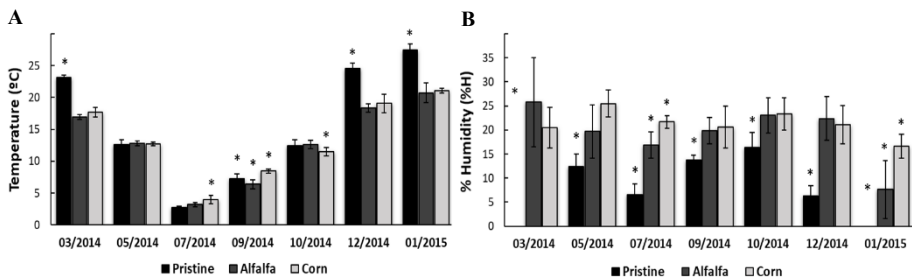 A
Temperature (ºC)
25
20
15
10
5
0
* * * * * * * *
03/2014 05/2014 07/2014 09/2014 10/2014 12/2014 01/2015
Pristine Alfalfa Corn
B
% Humidity (%H)
35
30
25
20
15
10
5
0
* * * * * * * * * * *
03/2014 05/2014 07/2014 09/2014 10/2014 12/2014 01/2015
Pristine Alfalfa Corn